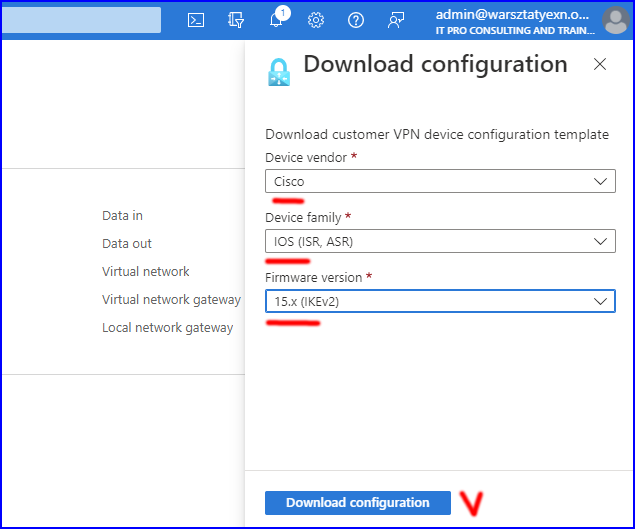 1
admin@warsztatyexn.o...
IT PRO CONSULTING AND TRAIN...
Download configuration
Download customer VPN device configuration template
Device vendor *
Cisco
Device family *
IOS (ISR, ASR)
Firmware version *
15.x (IKEv2)
Data in
Data out
Virtual network
Virtual network gateway
Local network gateway
Download configuration